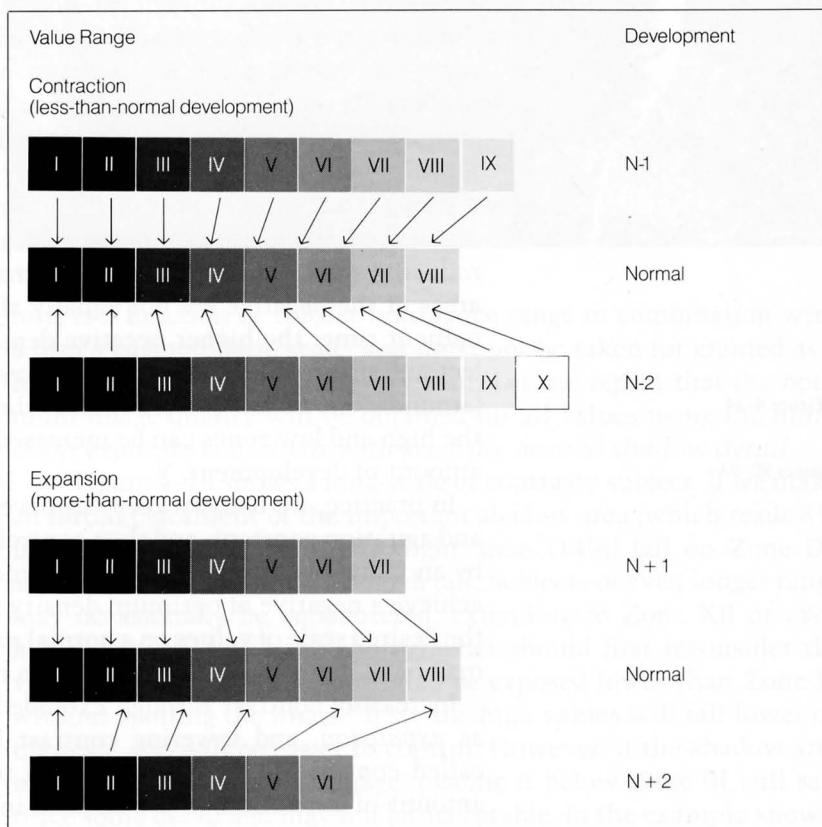 Value Range Development
Contraction
(less-than-normal development)
I II III IV V VI VII VIII IX N-1
I II III IV V VI VII VIII Normal
I II III IV V VI VII VIII IX X N-2
Expansion
(more-than-normal development)
I II III IV V VI VII N + 1
I II III IV V VI VII VIII Normal
I II III IV V VI N + 2